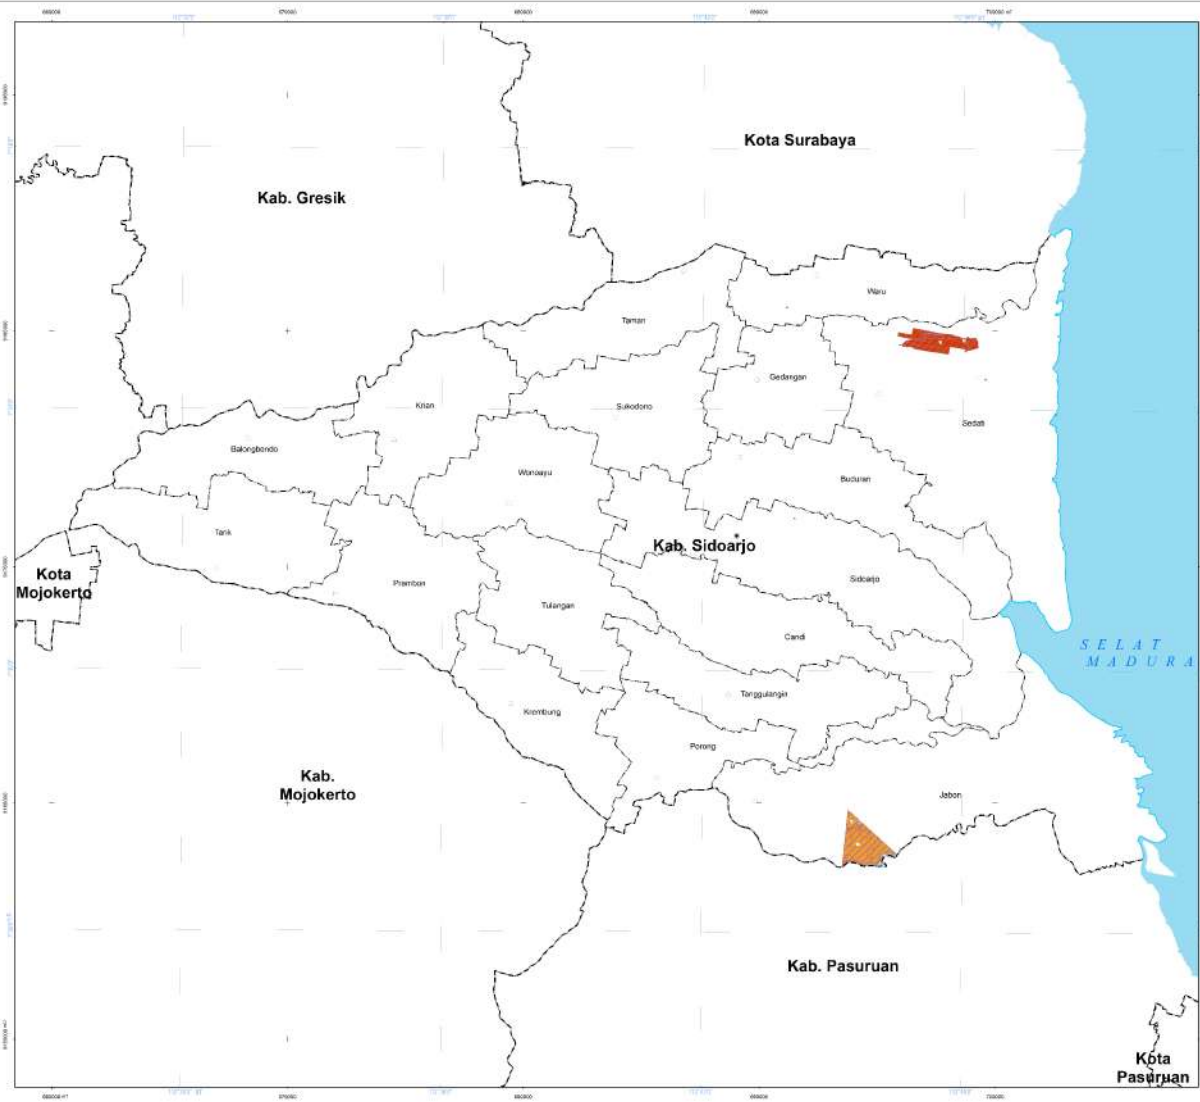 Kota Surabaya
Kab. Gresik
Waru
Taman
Gedangan
Krian
Sukodono
Sedati
Balongbendo
Wonoayu
Buduran
Tarik
Kab. Sidoarjo
Kota
Mojokerto
Prambon
Sidoarjo
Tulangan
Candi
SELAT
MADURA
Tanggulangin
Krembung
Porong
Kab.
Mojokerto
Jabon
Kab. Pasuruan
Kota
Pasuruan